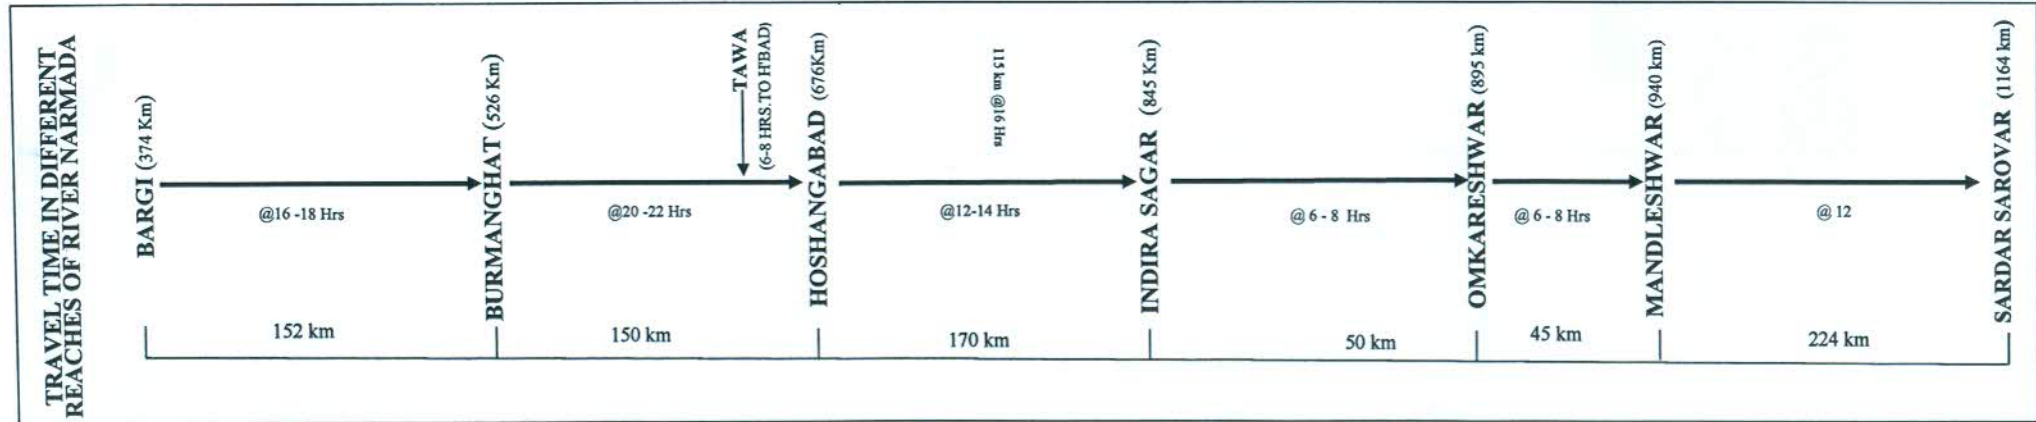 TRAVEL TIME IN DIFFERENT
REACHES OF RIVER NARMADA
BARGI (374 Km)
@16 -18 Hrs
BURMANGHAT (526 Km)
@20 -22 Hrs
TAWA
(6-8 HRS.TO H'BAD)
HOSHANGABAD (676Km)
115 km @16 Hrs
@12-14 Hrs
INDIRA SAGAR (845 Km)
@ 6 - 8 Hrs
OMKARESHWAR (895 km)
@ 6 - 8 Hrs
MANDLESHWAR (940 km)
@ 12
SARDAR SAROVAR (1164 km)
152 km
150 km
170 km
50 km
45 km
224 km